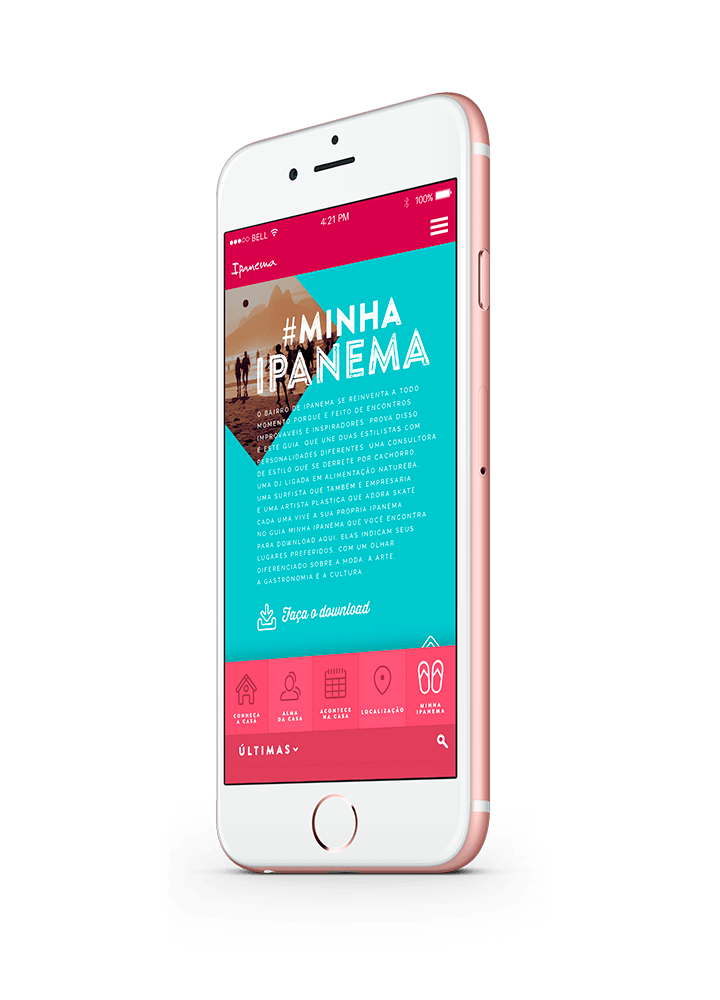 BELL
4:21 PM
100%
Ipanema
#MINHA
IPANEMA
O BAIRRO DE IPANEMA SE REINVENTA A TODO
MOMENTO PORQUE É FEITO DE ENCONTROS
IMPROVÁVEIS E INSPIRADORES. PROVA DISSO
É ESTE GUIA, QUE UNE DUAS ESTILISTAS COM
PERSONALIDADES DIFERENTES, UMA CONSULTORA
DE ESTILO QUE SE DERRETE POR CACHORRO,
UMA DJ LIGADA EM ALIMENTAÇÃO NATUREBA,
UMA SURFISTA QUE TAMBÉM É EMPRESÁRIA
E UMA ARTISTA PLÁSTICA QUE ADORA SKATE.
CADA UMA VIVE A SUA PRÓPRIA IPANEMA.
NO GUIA MINHA IPANEMA QUE VOCÊ ENCONTRA
PARA DOWNLOAD AQUI, ELAS INDICAM SEUS
LUGARES PREFERIDOS, COM UM OLHAR
DIFERENCIADO SOBRE A MODA, A ARTE,
A GASTRONOMIA E A CULTURA.
Faça o download
CONHEÇA
A CASA
ALMA
DA CASA
ACONTECE
NA CASA
LOCALIZAÇÃO
MINHA
IPANEMA
ÚLTIMAS